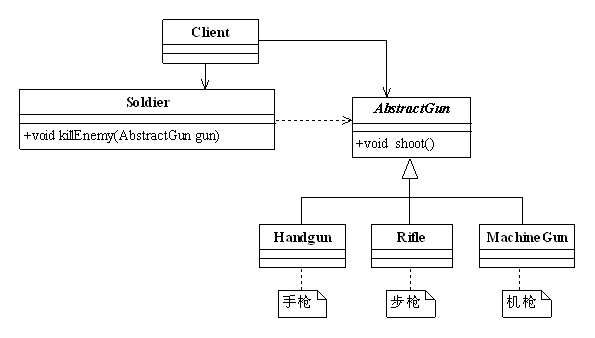 Client
Soldier
+void killEnemy(AbstractGun gun)
AbstractGun
+void shoot()
Handgun
Rifle
MachineGun
手枪
步枪
机枪